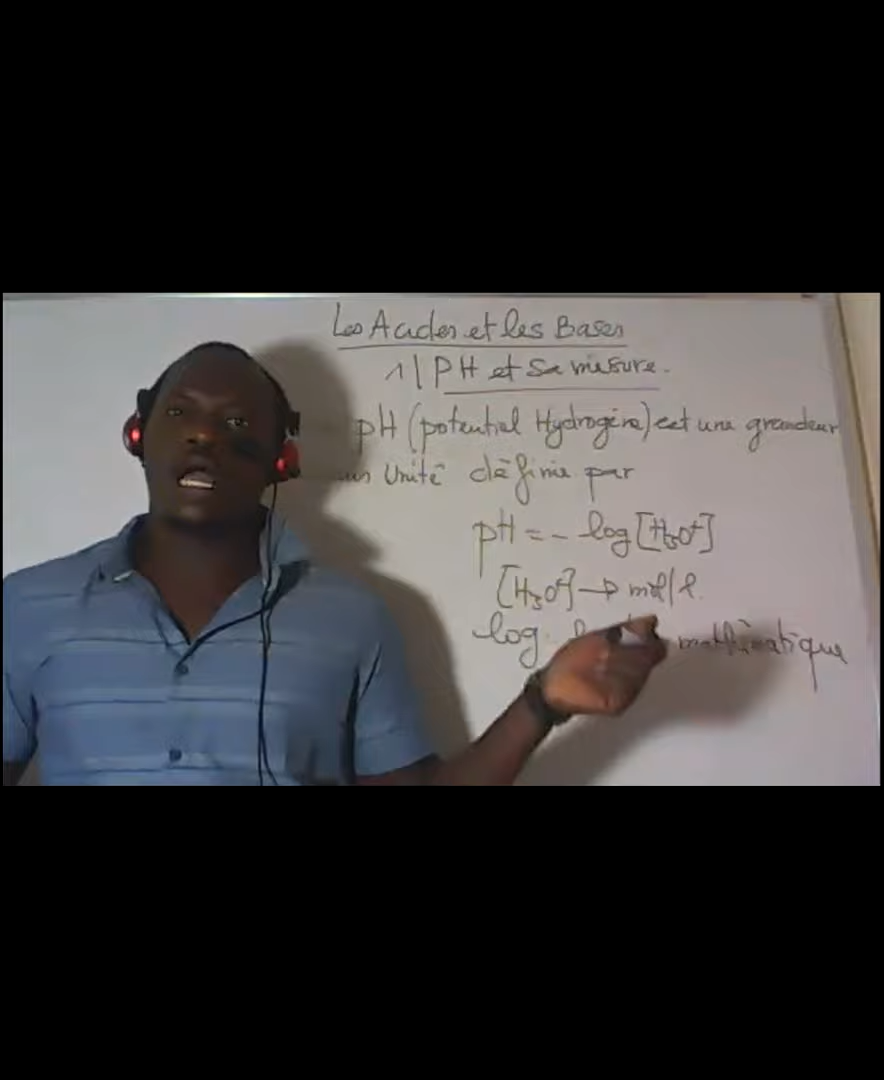 Les Acides et les Bases
1| PH et sa mesure.
pH (potentiel Hydrogène) est une grandeur
Unité définie par
pH = - log [H₃O⁺]
[H₃O⁺] → mol/l.
log. mathématique